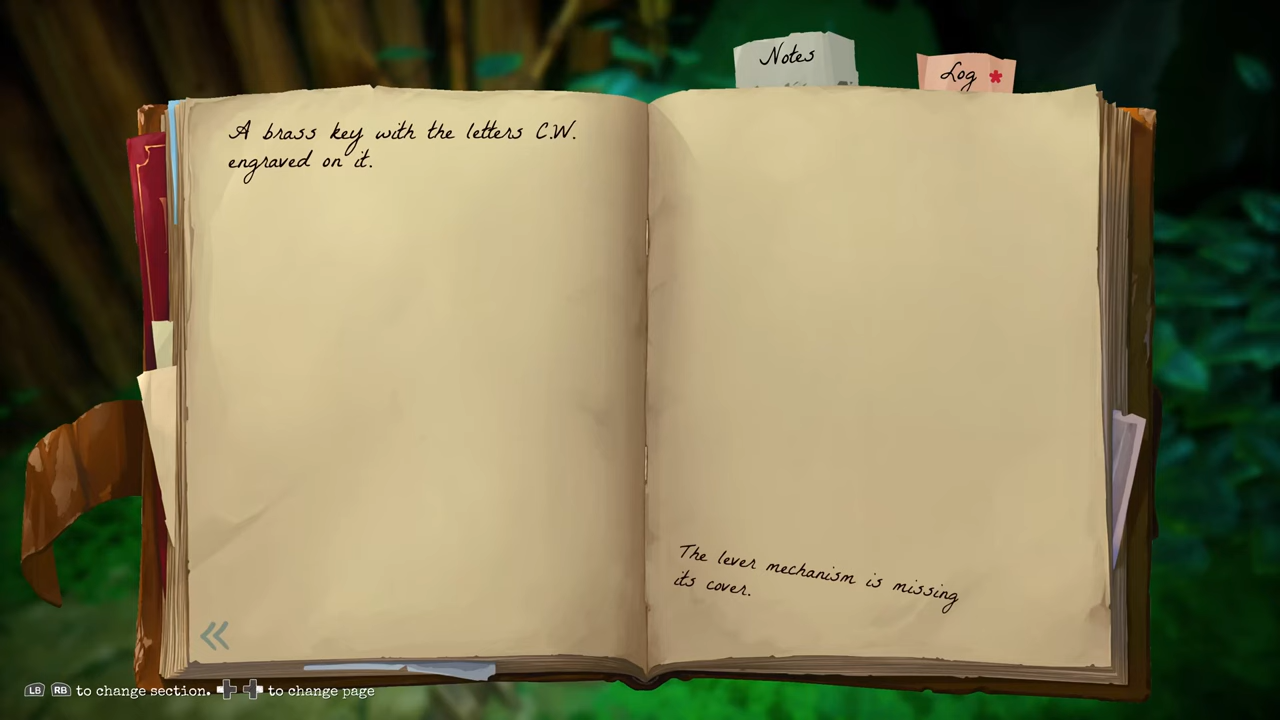 Notes
Log *
A brass key with the letters C.W.
engraved on it.
The lever mechanism is missing
its cover.
LB RB to change section. to change page